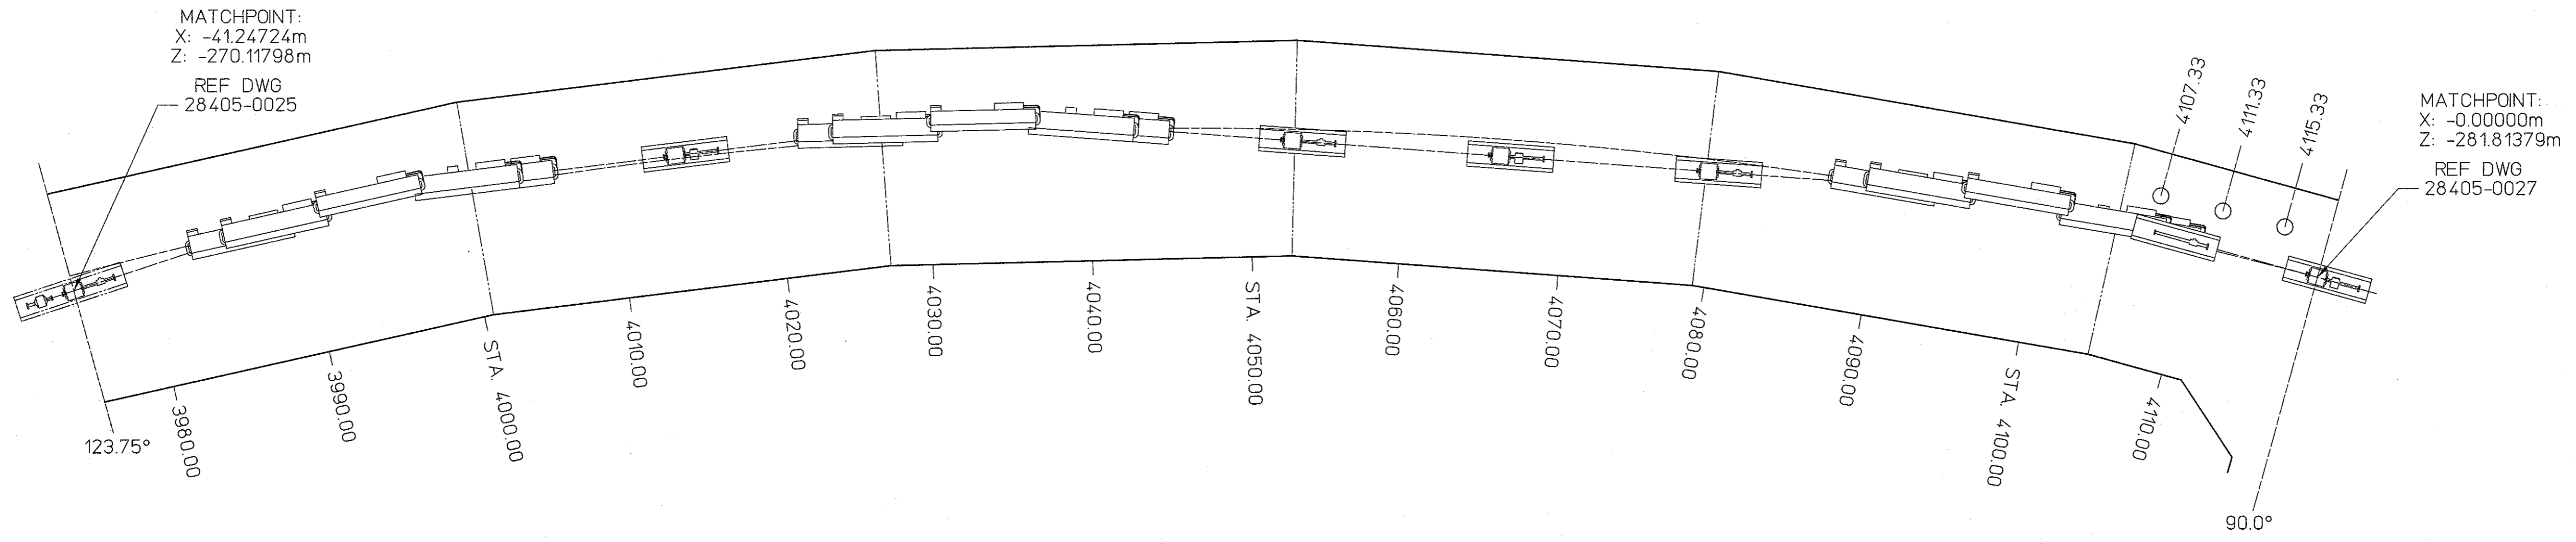 MATCHPOINT:
X: -41.24724m
Z: -270.11798m
REF DWG
28405-0025
4107.33
4111.33
4115.33
MATCHPOINT:
X: -0.00000m
Z: -281.81379m
REF DWG
28405-0027
123.75°
3980.00
3990.00
STA. 4000.00
4010.00
4020.00
4030.00
4040.00
STA. 4050.00
4060.00
4070.00
4080.00
4090.00
STA. 4100.00
4110.00
90.0°